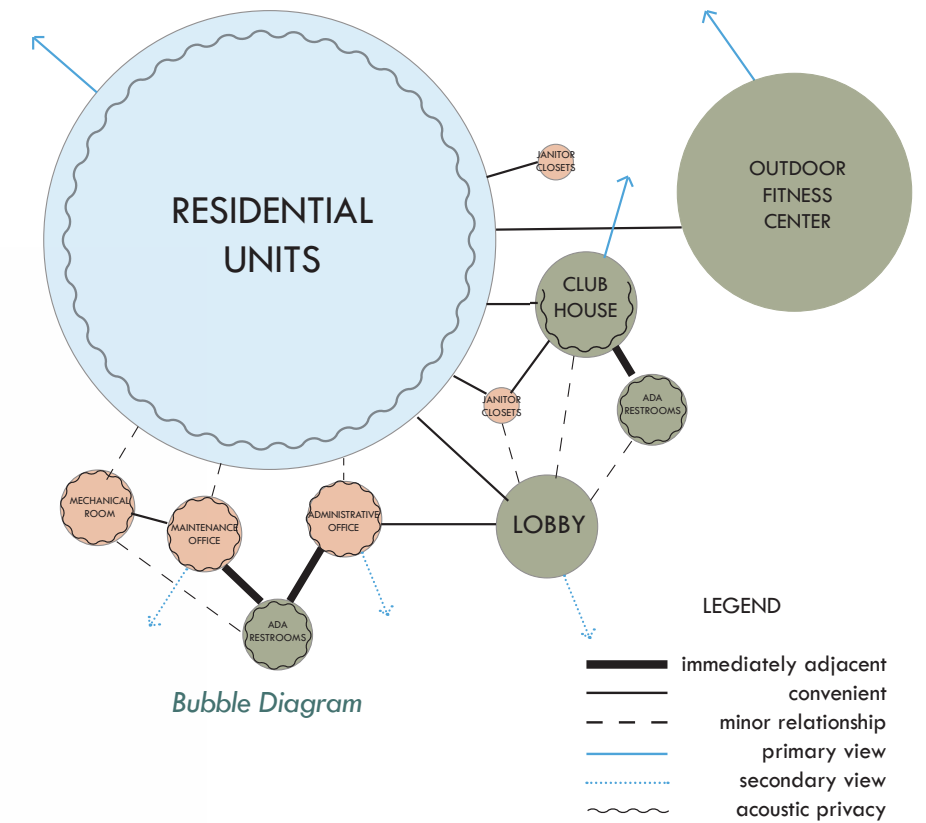 RESIDENTIAL
UNITS
JANITOR
CLOSETS
OUTDOOR
FITNESS
CENTER
CLUB
HOUSE
JANITOR
CLOSETS
ADA
RESTROOMS
MECHANICAL
ROOM
MAINTENANCE
OFFICE
ADMINISTRATIVE
OFFICE
LOBBY
ADA
RESTROOMS
Bubble Diagram
LEGEND
immediately adjacent
convenient
minor relationship
primary view
secondary view
acoustic privacy